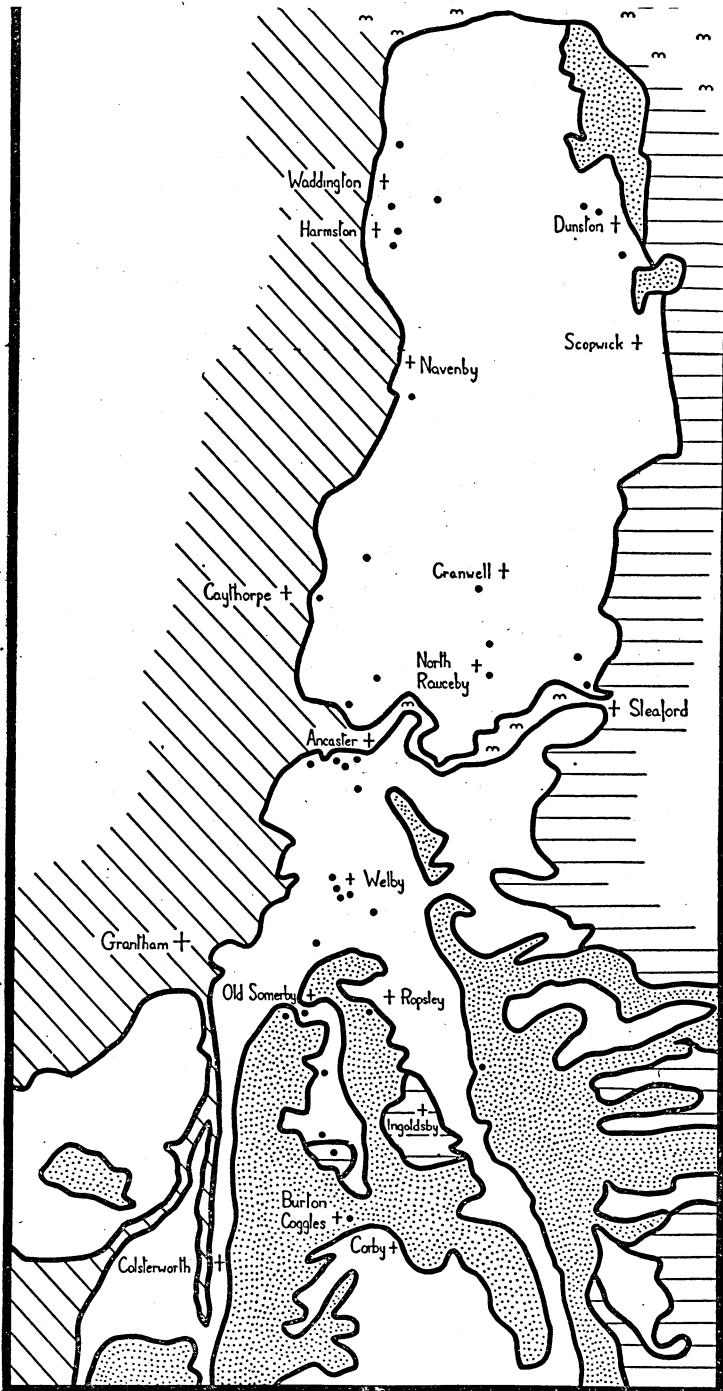 Waddington
Harmston
Dunston
Scopwick
Navenby
Cranwell
Caythorpe
North
Rauceby
Sleaford
Ancaster
Welby
Grantham
Old Somerby
Ropsley
Ingoldsby
Burton
Coggles
Corby
Colsterworth